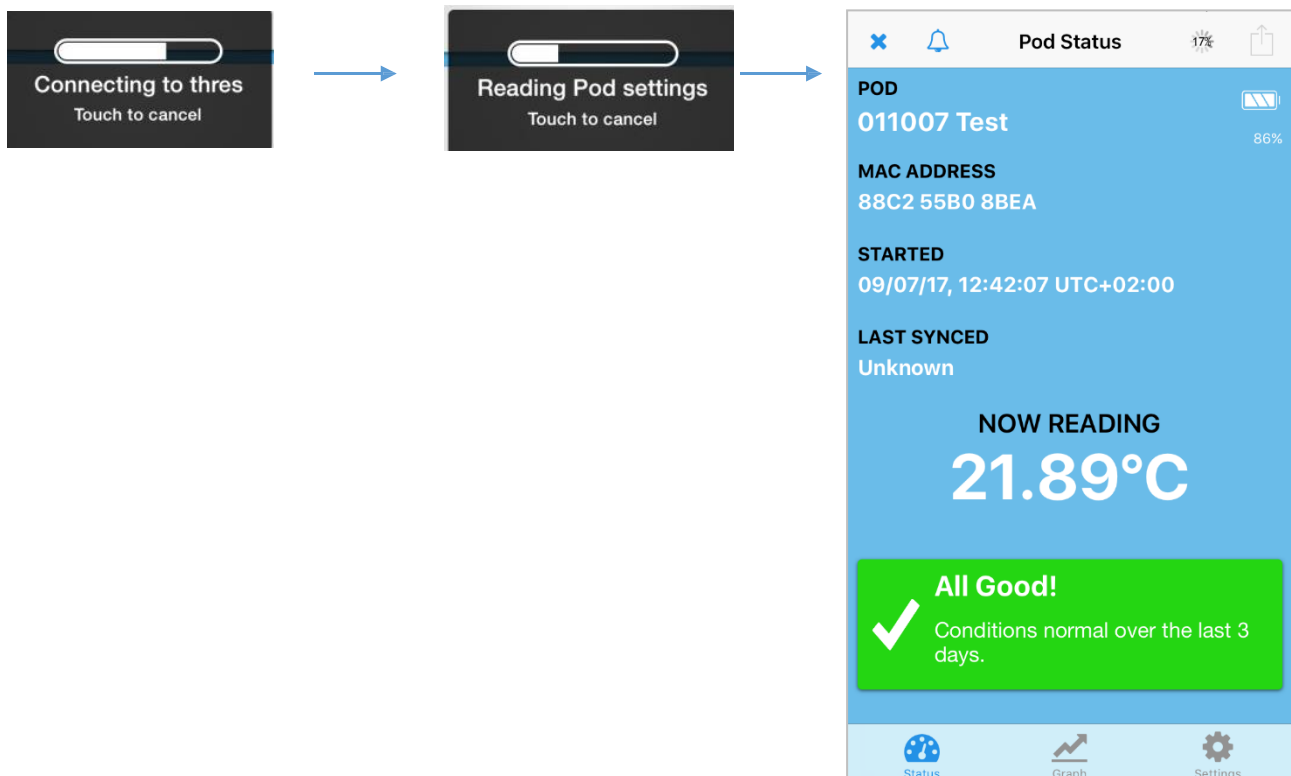 Connecting to thres
Touch to cancel
Reading Pod settings
Touch to cancel
Pod Status
17%
POD
011007 Test
86%
MAC ADDRESS
88C2 55B0 8BEA
STARTED
09/07/17, 12:42:07 UTC+02:00
LAST SYNCED
Unknown
NOW READING
21.89°C
All Good!
Conditions normal over the last 3
days.
Status
Graph
Settings